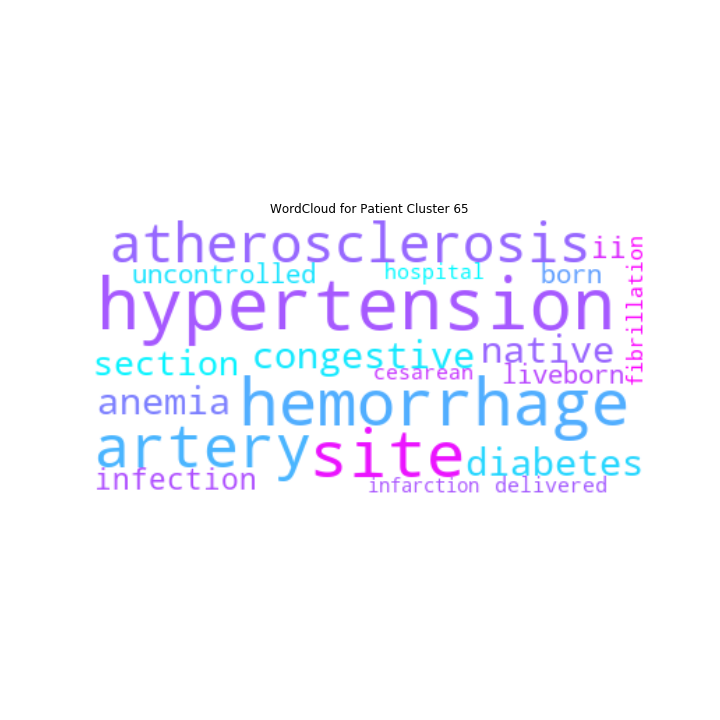 WordCloud for Patient Cluster 65
atherosclerosis
ii
fibrillation
uncontrolled
hospital
born
hypertension
section
congestive
native
cesarean
liveborn
anemia
hemorrhage
artery
site
diabetes
infection
infarction
delivered